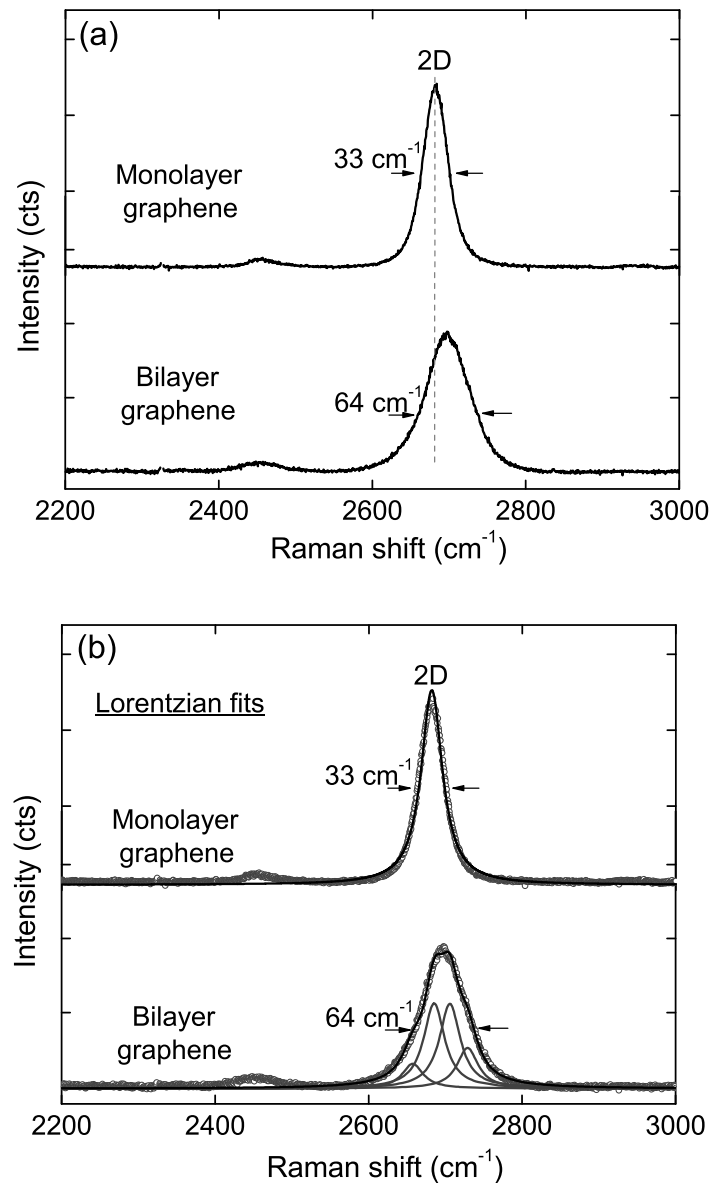 (a)
2D
33 cm⁻¹
Monolayer
graphene
Intensity (cts)
Bilayer
graphene
64 cm⁻¹
2200 2400 2600 2800 3000
Raman shift (cm⁻¹)
(b)
2D
Lorentzian fits
33 cm⁻¹
Monolayer
graphene
Intensity (cts)
Bilayer
graphene
64 cm⁻¹
2200 2400 2600 2800 3000
Raman shift (cm⁻¹)